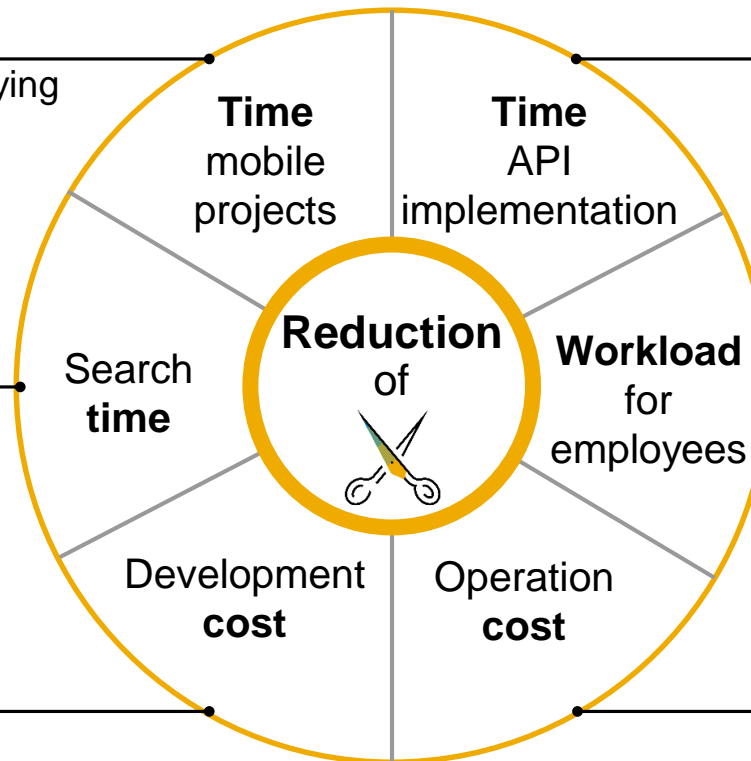 Time
mobile
projects
Time
API
implementation
Search
time
Reduction
of
Workload
for
employees
Development
cost
Operation
cost